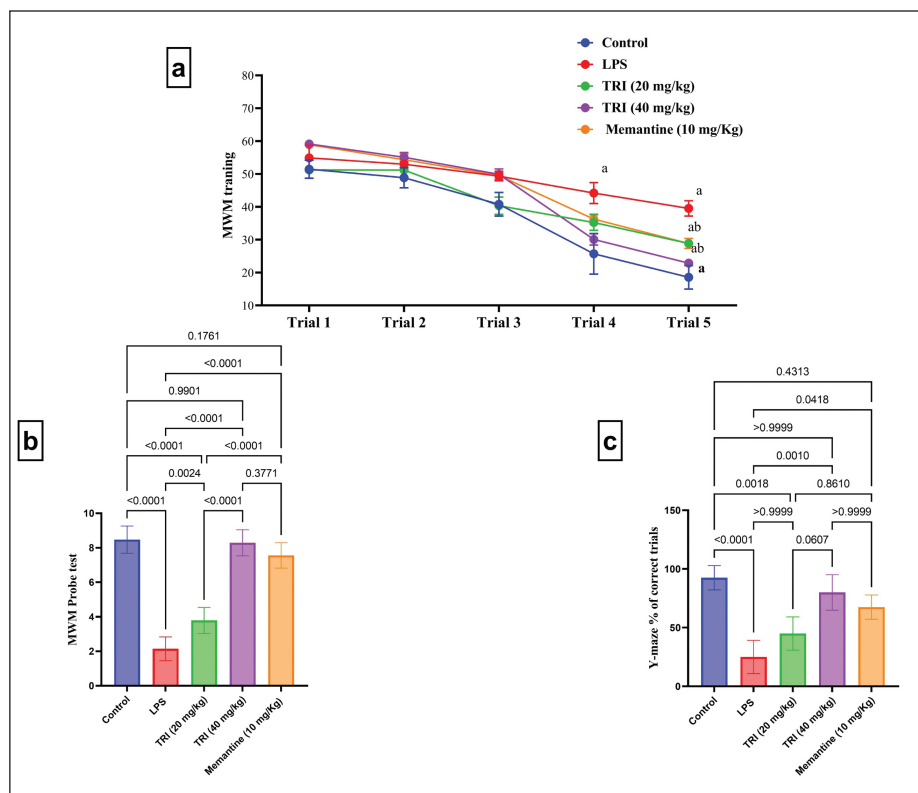 a
Control
LPS
TRI (20 mg/kg)
TRI (40 mg/kg)
Memantine (10 mg/Kg)
MWM traning
80
70
60
50
40
30
20
10
a
a
ab
ab
a
Trial 1 Trial 2 Trial 3 Trial 4 Trial 5
b
0.1761
<0.0001
0.9901
<0.0001
<0.0001 <0.0001
0.0024 0.3771
<0.0001 <0.0001
MWM Probe test
10
8
6
4
2
0
Control LPS TRI (20 mg/kg) TRI (40 mg/kg) Memantine (10 mg/Kg)
c
0.4313
0.0418
>0.9999
0.0010
0.0018 0.8610
>0.9999 >0.9999
<0.0001 0.0607
Y-maze % of correct trials
150
100
50
0
Control LPS TRI (20 mg/kg) TRI (40 mg/kg) Memantine (10 mg/Kg)